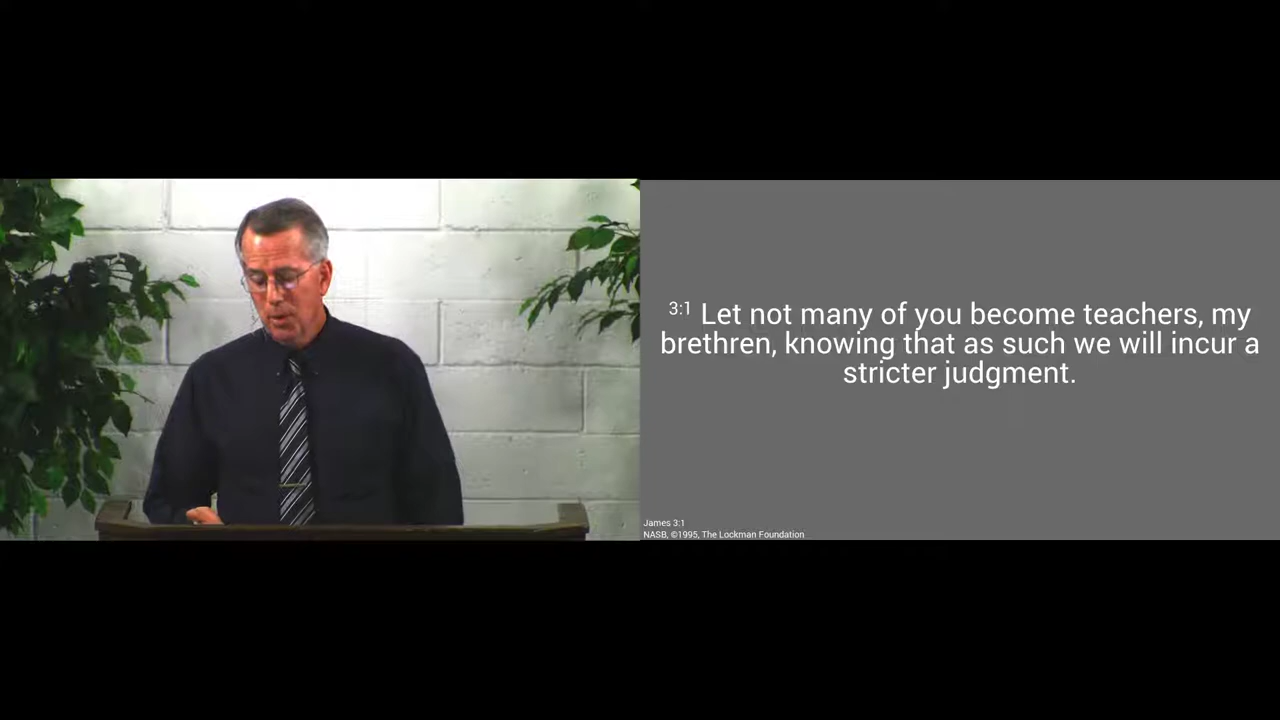 3:1 Let not many of you become teachers, my
brethren, knowing that as such we will incur a
stricter judgment.
James 3:1
NASB, ©1995, The Lockman Foundation